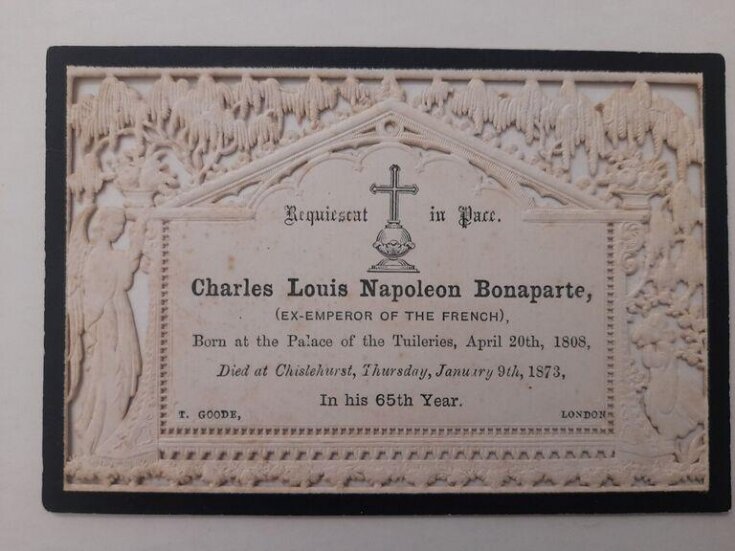 Requiescat in Pace.
Charles Louis Napoleon Bonaparte,
(EX-EMPEROR OF THE FRENCH),
Born at the Palace of the Tuileries, April 20th, 1808,
Died at Chislehurst, Thursday, January 9th, 1873,
In his 65th Year.
T. GOODE, LONDON